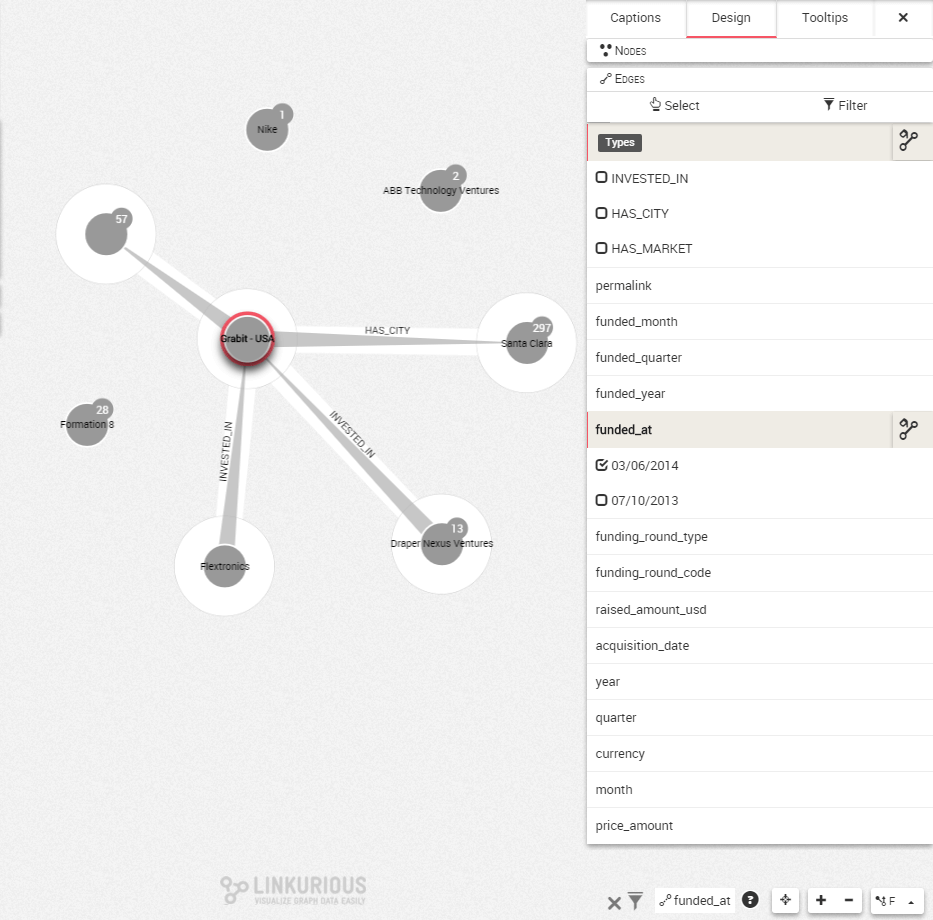 Captions
Design
Tooltips
×
NODES
EDGES
Select
Filter
Types
INVESTED_IN
HAS_CITY
HAS_MARKET
permalink
funded_month
funded_quarter
funded_year
funded_at
03/06/2014
07/10/2013
funding_round_type
funding_round_code
raised_amount_usd
acquisition_date
year
quarter
currency
month
price_amount
1
Nike
2
ABB Technology Ventures
57
Grabit - USA
HAS_CITY
297
Santa Clara
28
Formation 8
INVESTED_IN
INVESTED_IN
13
Draper Nexus Ventures
Flextronics
LINKURIOUS
VISUALIZE GRAPH DATA EASILY
funded_at
?
F